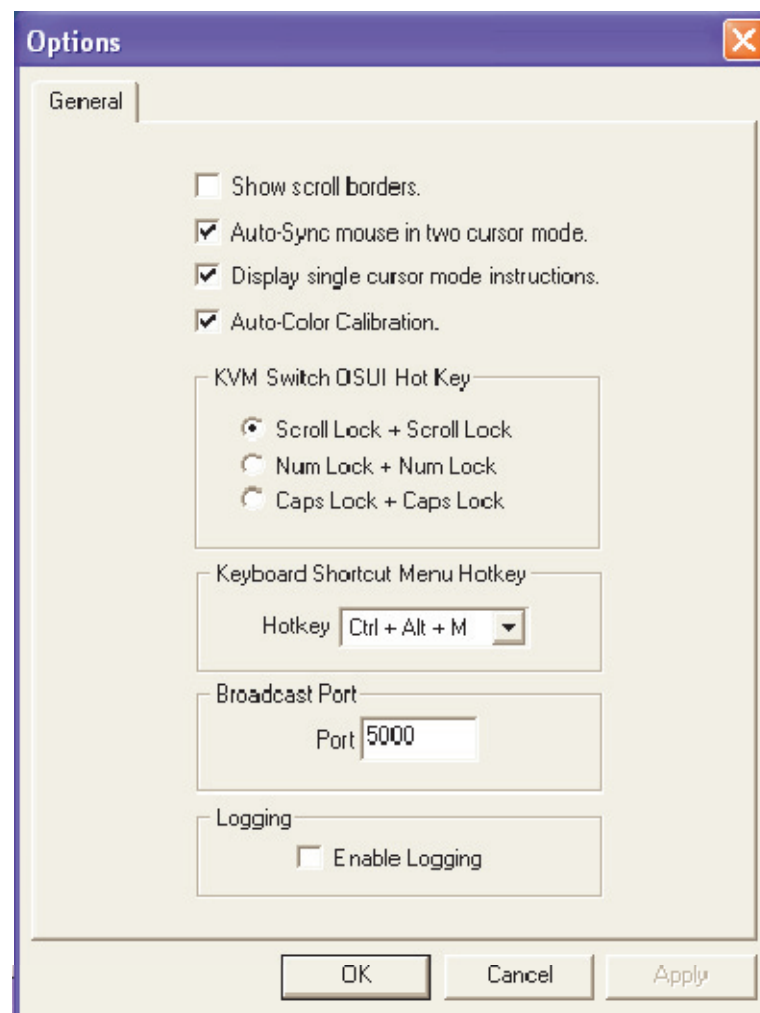 Options
General
Show scroll borders.
Auto-Sync mouse in two cursor mode.
Display single cursor mode instructions.
Auto-Color Calibration.
KVM Switch OSUI Hot Key
Scroll Lock + Scroll Lock
Num Lock + Num Lock
Caps Lock + Caps Lock
Keyboard Shortcut Menu Hotkey
Hotkey Ctrl + Alt + M
Broadcast Port
Port 5000
Logging
Enable Logging
OK Cancel Apply